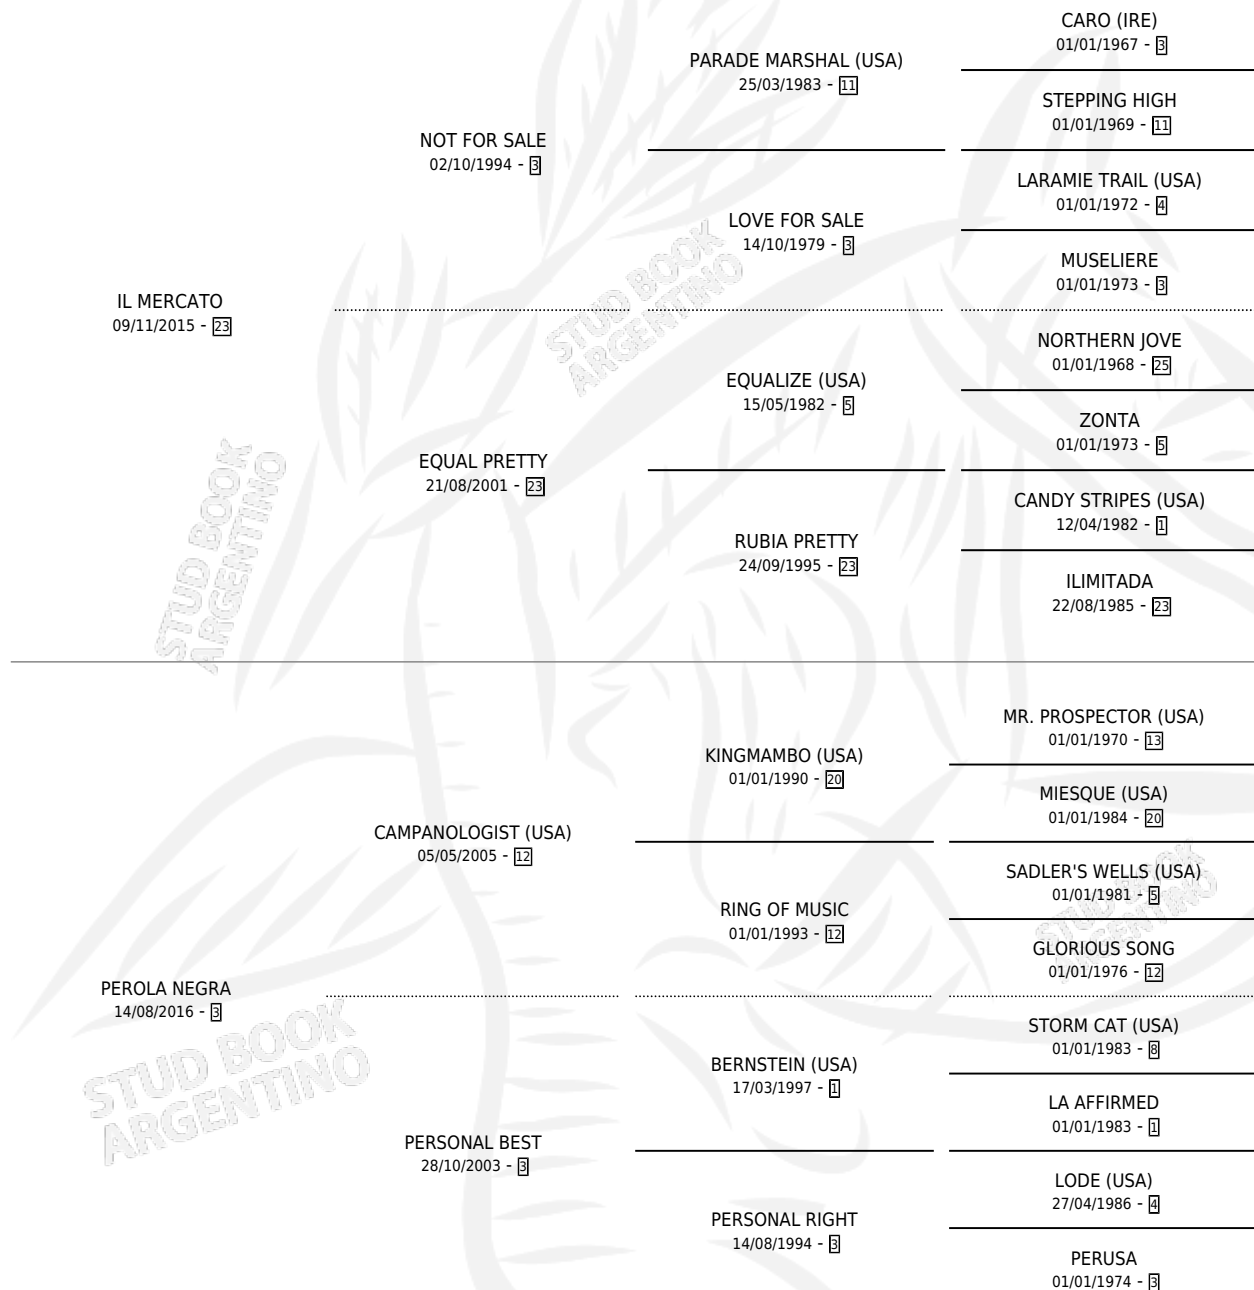 CARO (IRE)
01/01/1967 - 3
PARADE MARSHAL (USA)
25/03/1983 - 11
STEPPING HIGH
01/01/1969 - 11
NOT FOR SALE
02/10/1994 - 3
LARAMIE TRAIL (USA)
01/01/1972 - 4
LOVE FOR SALE
14/10/1979 - 3
MUSELIERE
01/01/1973 - 3
IL MERCATO
09/11/2015 - 23
STUD BOOK
ARGENTINO
NORTHERN JOVE
01/01/1968 - 25
EQUALIZE (USA)
15/05/1982 - 5
ZONTA
01/01/1973 - 5
EQUAL PRETTY
21/08/2001 - 23
CANDY STRIPES (USA)
12/04/1982 - 1
RUBIA PRETTY
24/09/1995 - 23
ILIMITADA
22/08/1985 - 23
STUD BOOK
ARGENTINO
MR. PROSPECTOR (USA)
01/01/1970 - 13
KINGMAMBO (USA)
01/01/1990 - 20
MIESQUE (USA)
01/01/1984 - 20
CAMPANOLOGIST (USA)
05/05/2005 - 12
SADLER'S WELLS (USA)
01/01/1981 - 5
RING OF MUSIC
01/01/1993 - 12
GLORIOUS SONG
01/01/1976 - 12
STUD BOOK
ARGENTINO
PEROLA NEGRA
14/08/2016 - 3
STORM CAT (USA)
01/01/1983 - 8
BERNSTEIN (USA)
17/03/1997 - 1
LA AFFIRMED
01/01/1983 - 1
STUD BOOK
ARGENTINO
PERSONAL BEST
28/10/2003 - 3
LODE (USA)
27/04/1986 - 4
PERSONAL RIGHT
14/08/1994 - 3
PERUSA
01/01/1974 - 3